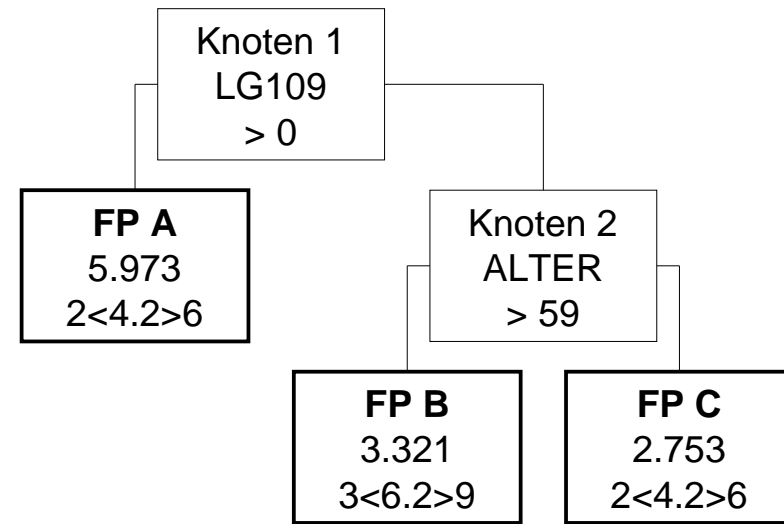 Knoten 1
LG109
> 0
FP A
5.973
2<4.2>6
Knoten 2
ALTER
> 59
FP B
3.321
3<6.2>9
FP C
2.753
2<4.2>6